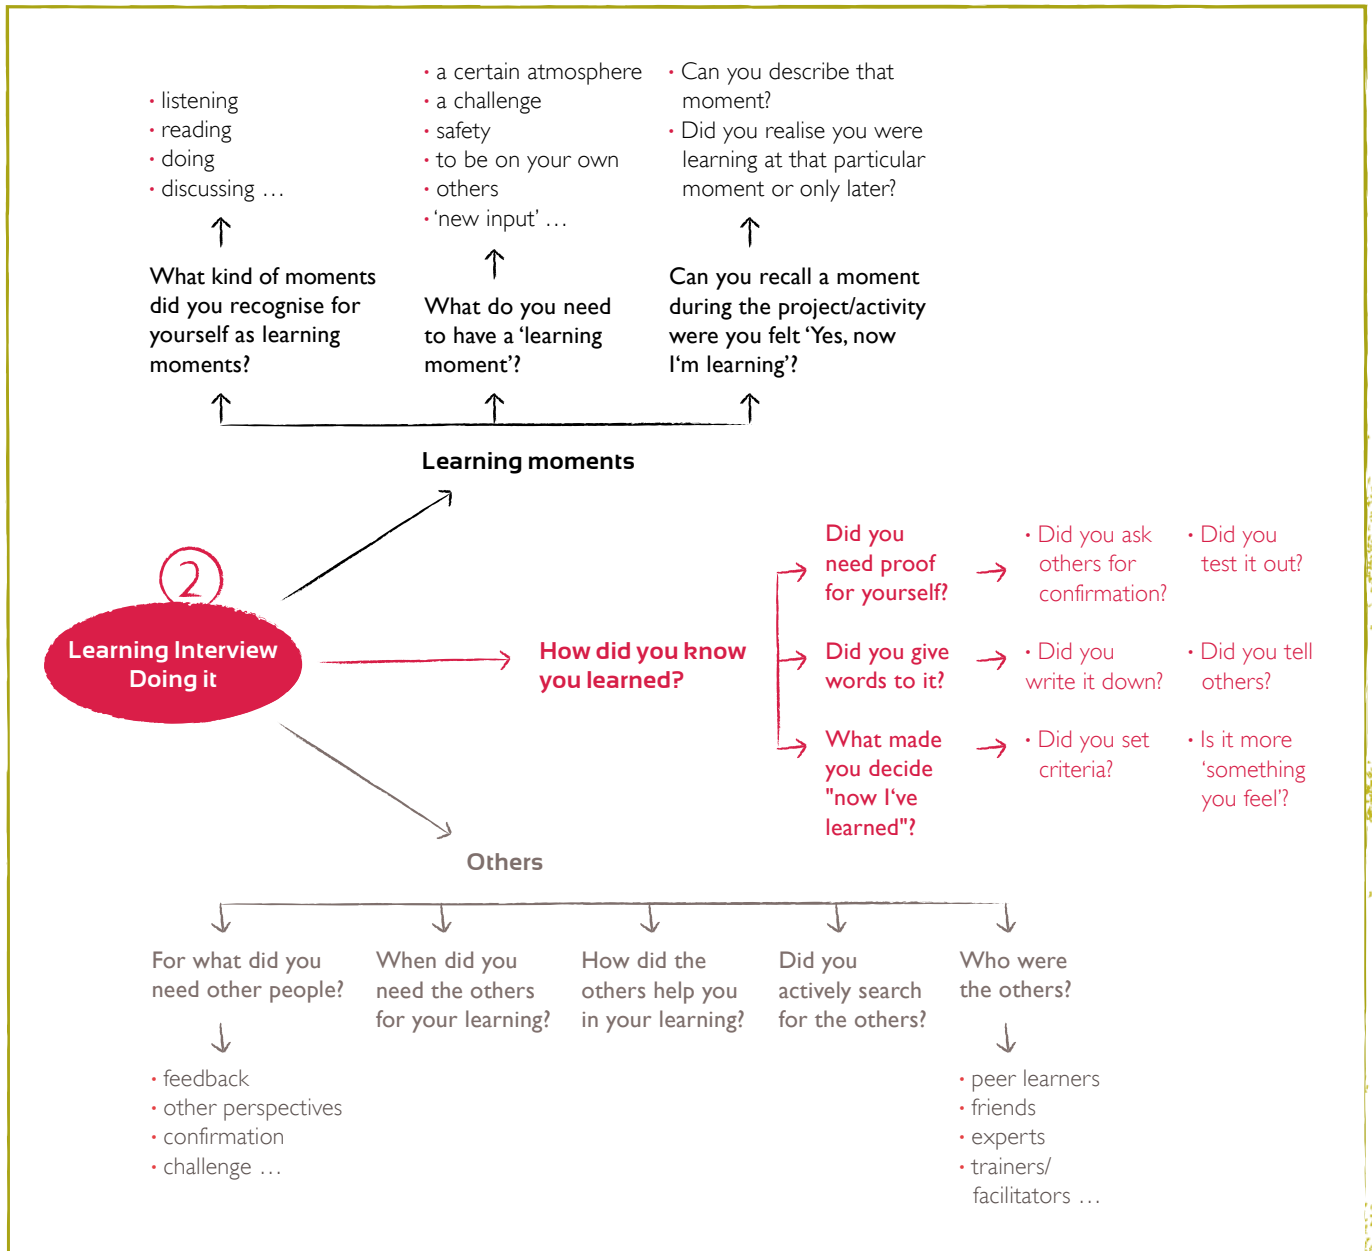 • listening
• reading
• doing
• discussing …
• a certain atmosphere
• a challenge
• safety
• to be on your own
• others
• ‘new input’ …
• Can you describe that
moment?
• Did you realise you were
learning at that particular
moment or only later?
What kind of moments
did you recognise for
yourself as learning
moments?
What do you need
to have a ‘learning
moment’?
Can you recall a moment
during the project/activity
were you felt ‘Yes, now
I‘m learning’?
Learning moments
2
Learning Interview
Doing it
How did you know
you learned?
Did you
need proof
for yourself?
• Did you ask
others for
confirmation?
• Did you
test it out?
Did you give
words to it?
• Did you
write it down?
• Did you tell
others?
What made
you decide
"now I‘ve
learned"?
• Did you set
criteria?
• Is it more
‘something
you feel’?
Others
For what did you
need other people?
When did you
need the others
for your learning?
How did the
others help you
in your learning?
Did you
actively search
for the others?
Who were
the others?
• feedback
• other perspectives
• confirmation
• challenge …
• peer learners
• friends
• experts
• trainers/
facilitators …